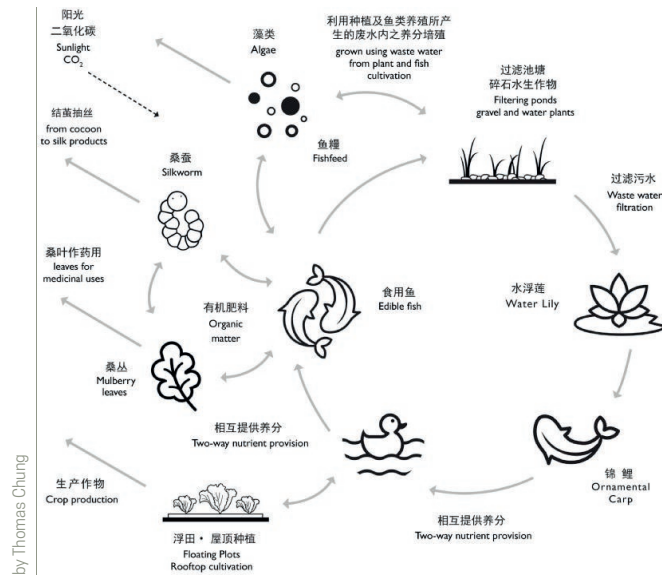 阳光
二氧化碳
Sunlight
CO₂
藻类
Algae
利用种植及鱼类养殖所产
生的废水内之养分培殖
grown using waste water
from plant and fish
cultivation
过滤池塘
碎石水生作物
Filtering ponds
gravel and water plants
结茧抽丝
from cocoon
to silk products
桑蚕
Silkworm
鱼糧
Fishfeed
过滤污水
Waste water
filtration
桑叶作药用
leaves for
medicinal uses
有机肥料
Organic
matter
食用鱼
Edible fish
水浮莲
Water Lily
桑丛
Mulberry
leaves
相互提供养分
Two-way nutrient provision
锦鲤
Ornamental
Carp
生产作物
Crop production
相互提供养分
Two-way nutrient provision
浮田·屋顶种植
Floating Plots
Rooftop cultivation
by Thomas Chung